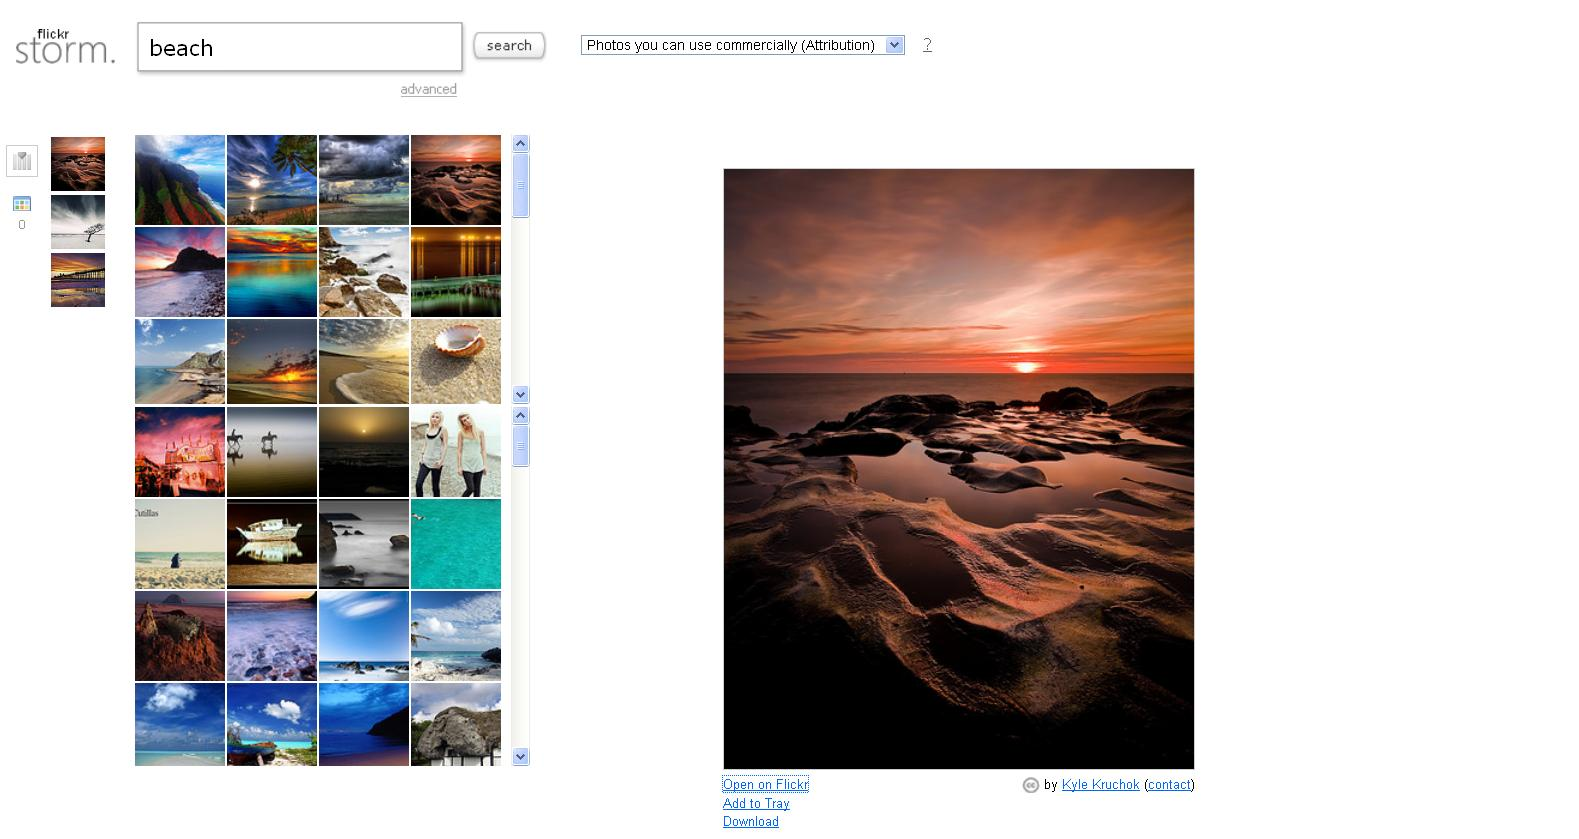 flickr
storm.
beach
search
Photos you can use commercially (Attribution)
?
advanced
0
Cutillas
Open on Flickr
by Kyle Kruchok (contact)
Add to Tray
Download